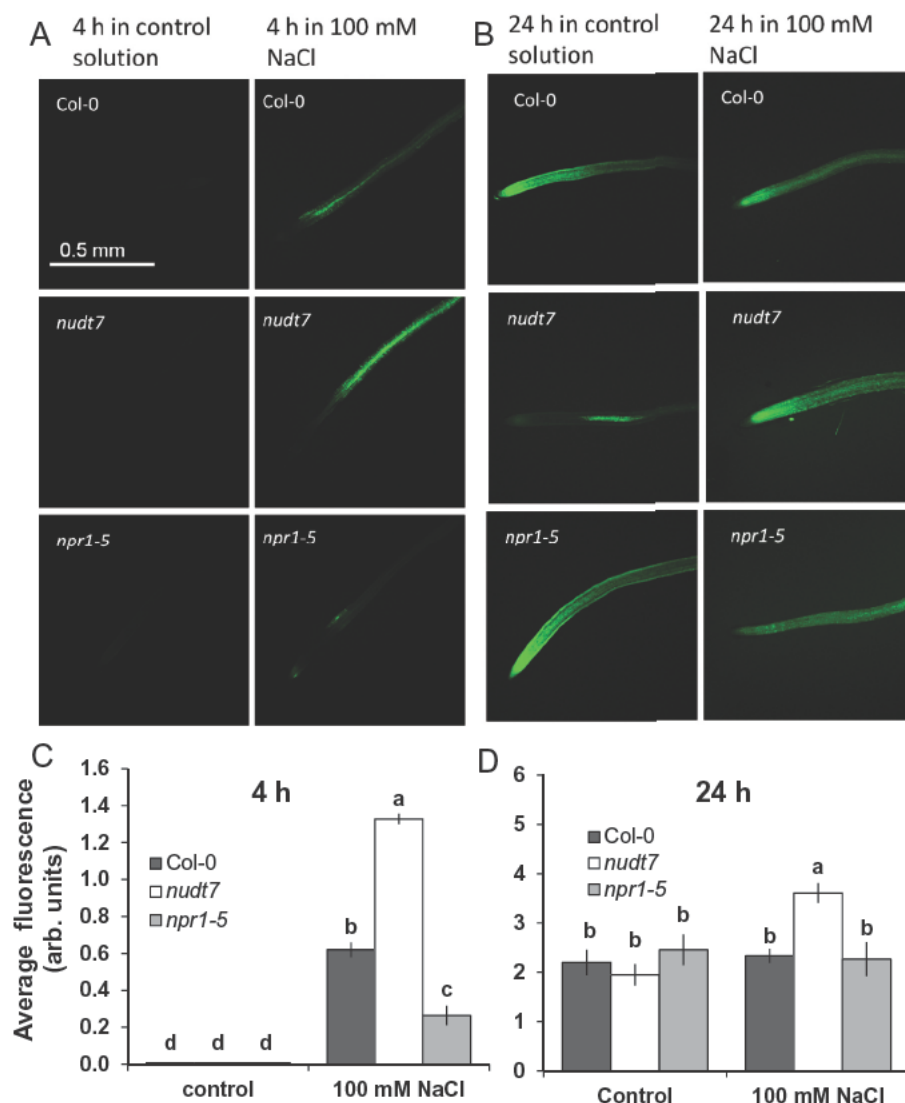 A
4 h in control
solution
4 h in 100 mM
NaCl
Col-0
Col-0
0.5 mm
nudt7
nudt7
npr1-5
npr1-5
B
24 h in control
solution
24 h in 100 mM
NaCl
Col-0
Col-0
nudt7
nudt7
npr1-5
npr1-5
C
Average fluorescence
(arb. units)
1.6
1.4
1.2
1.0
0.8
0.6
0.4
0.2
0.0
4 h
Col-0
nudt7
npr1-5
d d d
b
a
c
control
100 mM NaCl
D
6
5
4
3
2
1
0
24 h
Col-0
nudt7
npr1-5
b b b
b
a
b
Control
100 mM NaCl